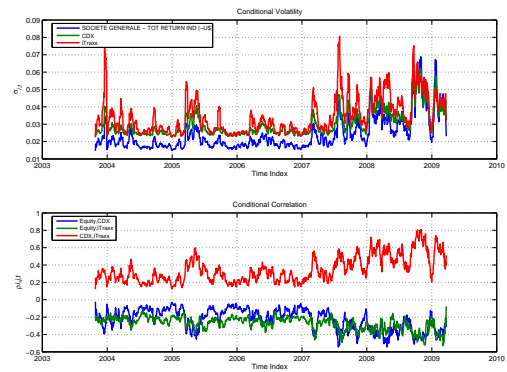 Conditional Volatility
0.09
0.08
0.07
0.06
0.05
0.04
0.03
0.02
0.01
SOCIETE GENERALE – TOT RETURN IND (~U$)
CDX
iTraxx
2003 2004 2005 2006 2007 2008 2009 2010
Time Index
Conditional Correlation
1
0.8
0.6
0.4
0.2
0
−0.2
−0.4
−0.6
Equity,CDX
Equity,iTraxx
CDX,iTraxx
2003 2004 2005 2006 2007 2008 2009 2010
Time Index